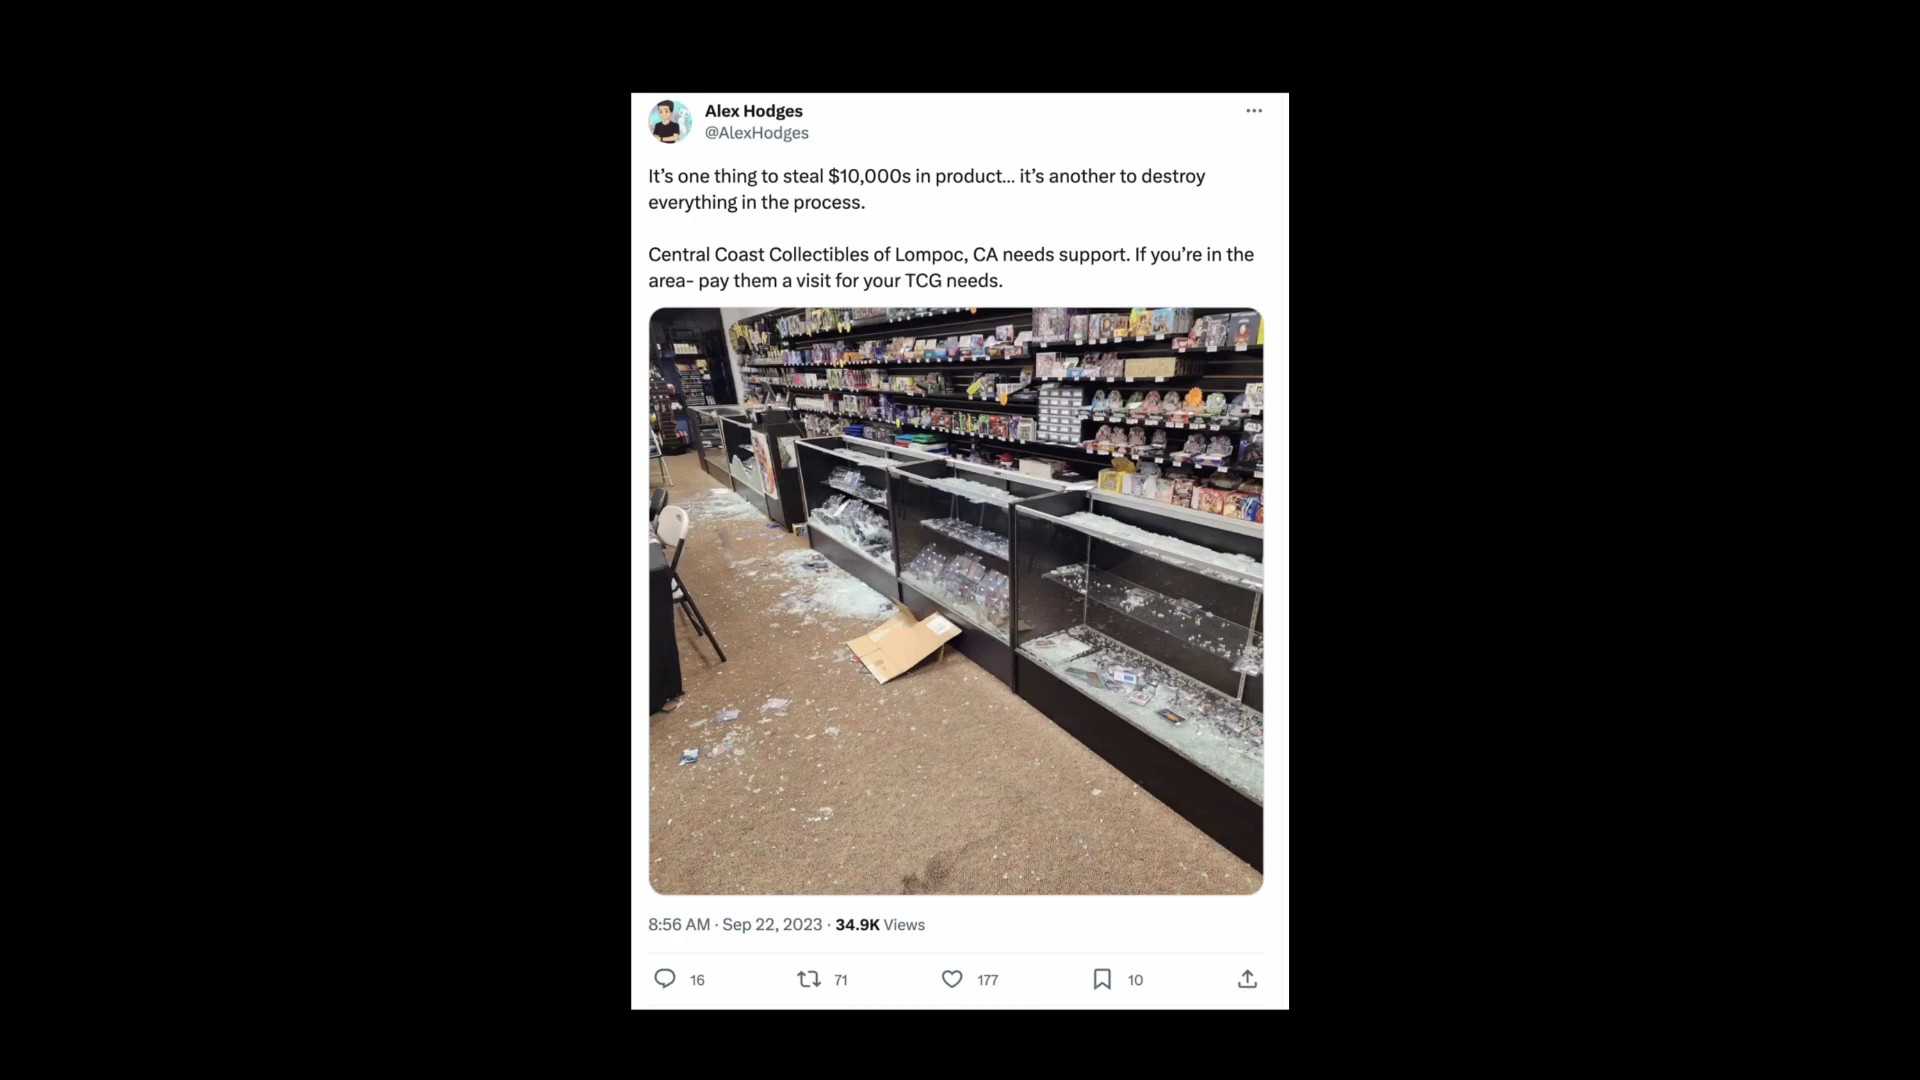 Alex Hodges
@AlexHodges
It’s one thing to steal $10,000s in product... it’s another to destroy
everything in the process.
Central Coast Collectibles of Lompoc, CA needs support. If you’re in the
area- pay them a visit for your TCG needs.
8:56 AM · Sep 22, 2023 · 34.9K Views
16 71 177 10